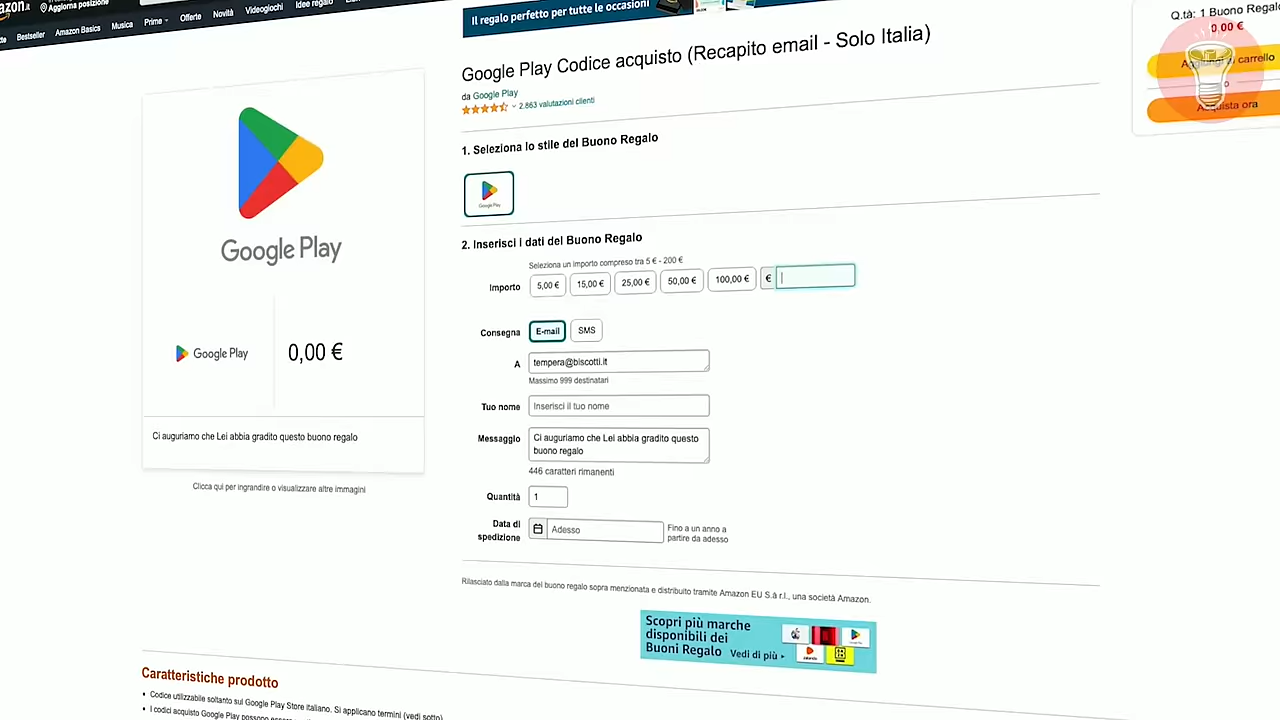 Aggiorna posizione
Bestseller
Amazon Basics
Musica
Prime
Offerte
Novità
Videogiochi
Idee regalo
Il regalo perfetto per tutte le occasioni
Google Play Codice acquisto (Recapito email - Solo Italia)
da Google Play
2.863 valutazioni clienti
Q.tà: 1 Buono Regalo
0,00 €
Acquista ora
Google Play
Google Play
0,00 €
Ci auguriamo che Lei abbia gradito questo buono regalo
Clicca qui per ingrandire o visualizzare altre immagini
1. Seleziona lo stile del Buono Regalo
Google Play
2. Inserisci i dati del Buono Regalo
Seleziona un importo compreso tra 5 € - 200 €
Importo 5,00 € 15,00 € 25,00 € 50,00 € 100,00 € €
Consegna E-mail SMS
A tempera@biscotti.it
Massimo 999 destinatari
Tuo nome Inserisci il tuo nome
Messaggio Ci auguriamo che Lei abbia gradito questo
buono regalo
446 caratteri rimanenti
Quantità 1
Data di spedizione Adesso
Fino a un anno a
partire da adesso
Rilasciato dalla marca del buono regalo sopra menzionata e distribuito tramite Amazon EU S.à r.l., una società Amazon.
Scopri più marche
disponibili dei
Buoni Regalo Vedi di più
Caratteristiche prodotto
Codice utilizzabile soltanto sul Google Play Store italiano. Si applicano termini (vedi sotto)
I codici acquisto Google Play possono